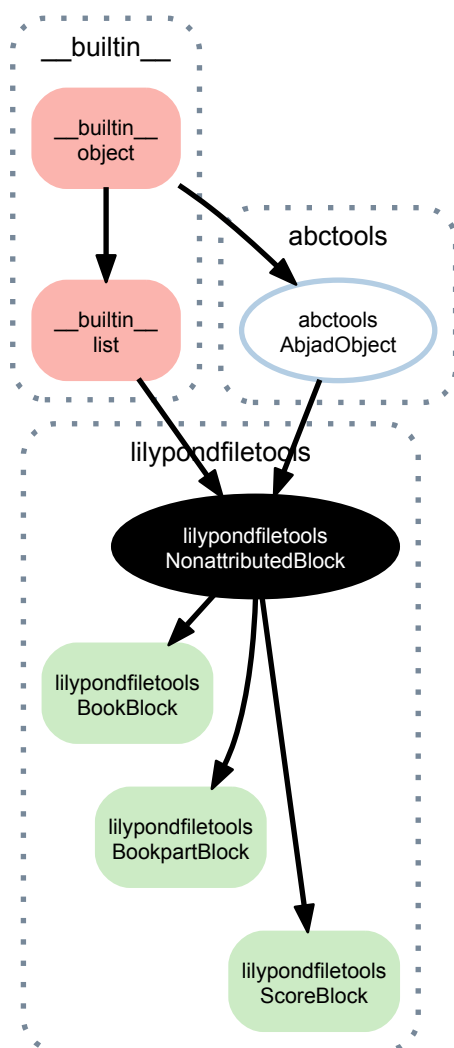 __builtin__
__builtin__
object
abctools
__builtin__
list
abctools
AbjadObject
lilypondfiletools
lilypondfiletools
NonattributedBlock
lilypondfiletools
BookBlock
lilypondfiletools
BookpartBlock
lilypondfiletools
ScoreBlock